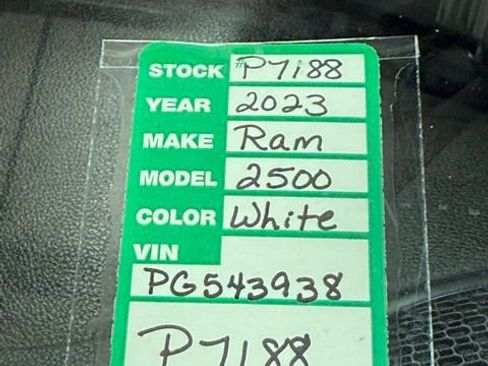 STOCK #P7188
YEAR 2023
MAKE Ram
MODEL 2500
COLOR White
VIN
PG543938
P7188